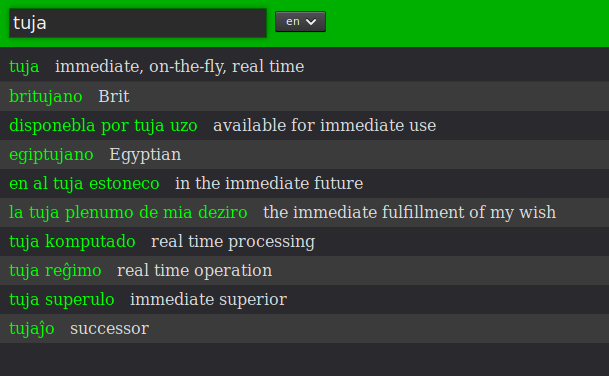 tuja en
tuja immediate, on-the-fly, real time
britujano Brit
disponebla por tuja uzo available for immediate use
egiptujano Egyptian
en al tuja estoneco in the immediate future
la tuja plenumo de mia deziro the immediate fulfillment of my wish
tuja komputado real time processing
tuja reĝimo real time operation
tuja superulo immediate superior
tujaĵo successor